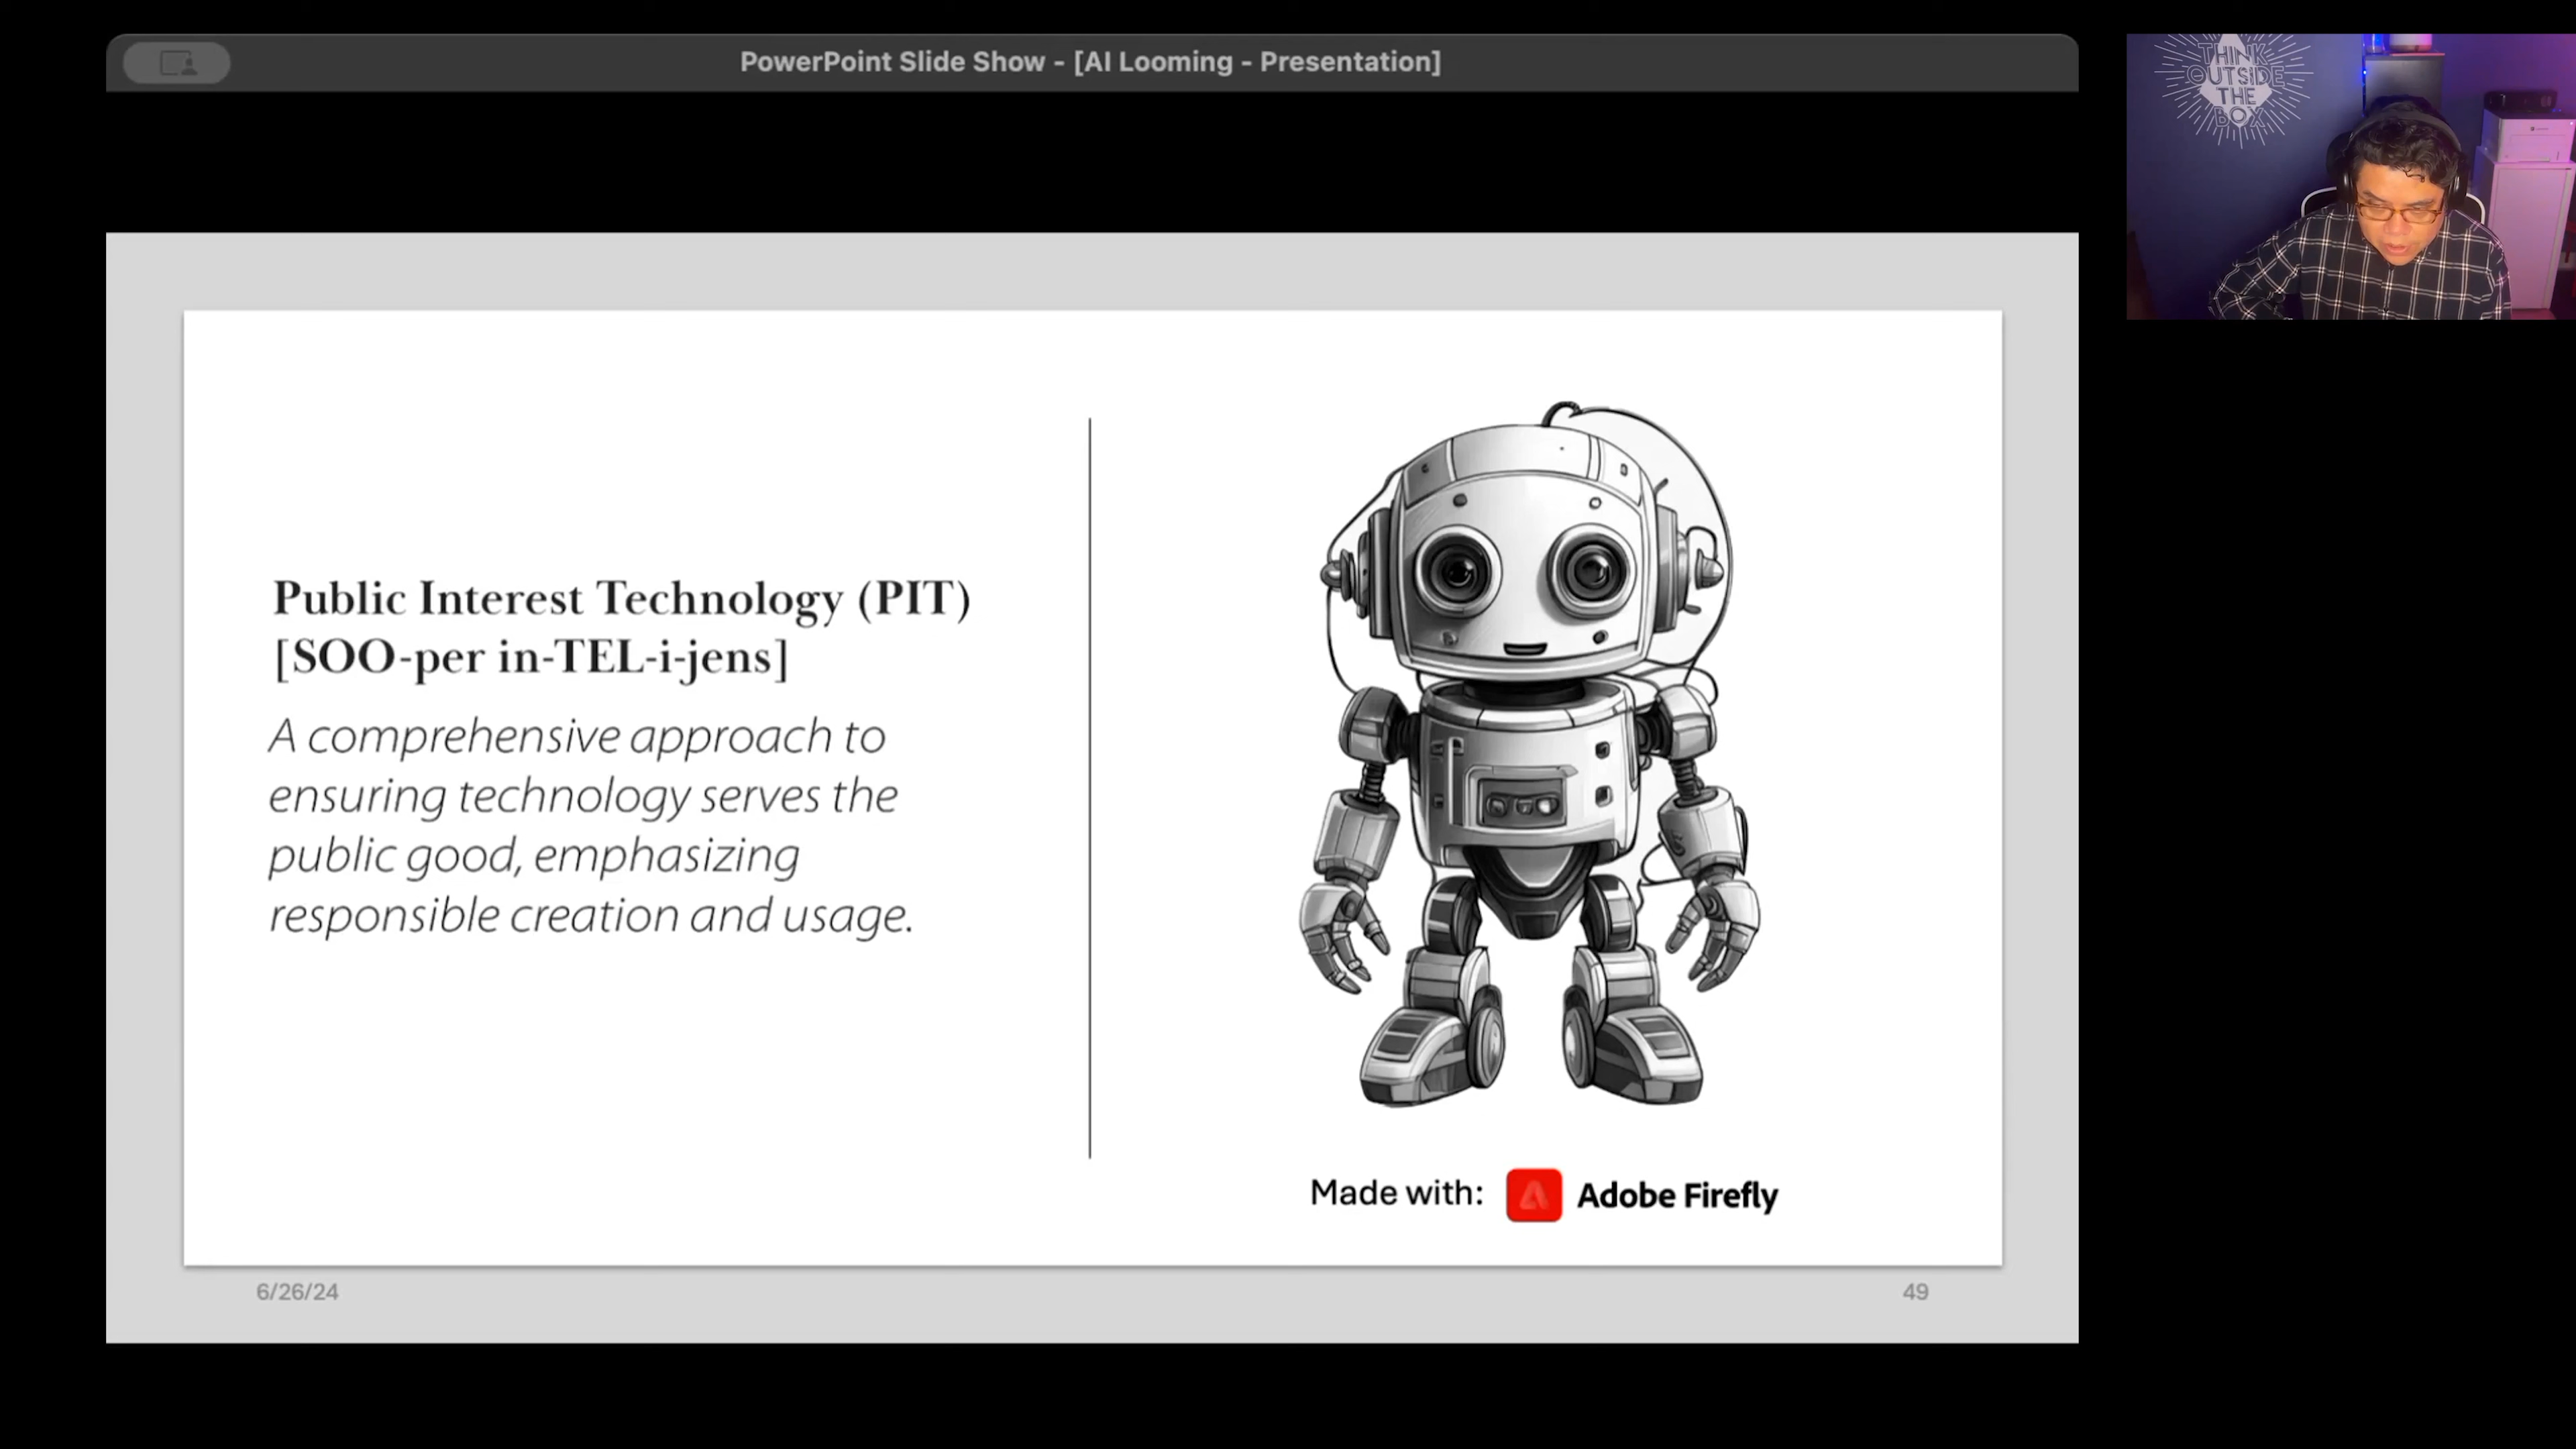 PowerPoint Slide Show - [AI Looming - Presentation]
THINK
OUTSIDE
THE
BOX
Public Interest Technology (PIT)
[SOO-per in-TEL-i-jens]
A comprehensive approach to
ensuring technology serves the
public good, emphasizing
responsible creation and usage.
Made with: Adobe Firefly
6/26/24
49